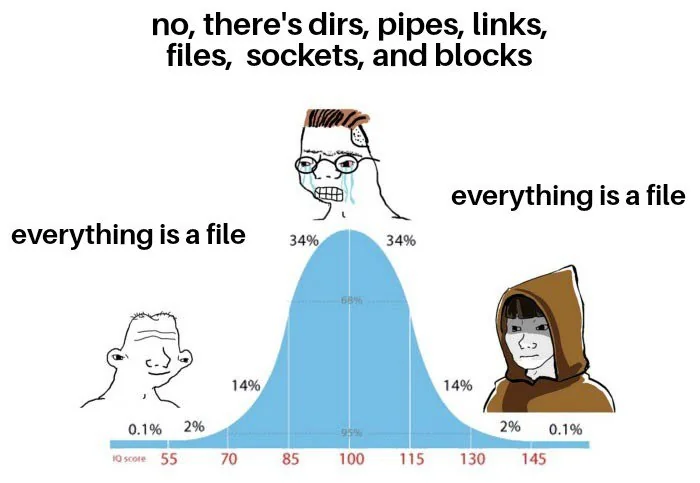 no, there's dirs, pipes, links,
files, sockets, and blocks
everything is a file
everything is a file
34% 34%
68%
14% 14%
95%
0.1% 2% 2% 0.1%
IQ score 55 70 85 100 115 130 145